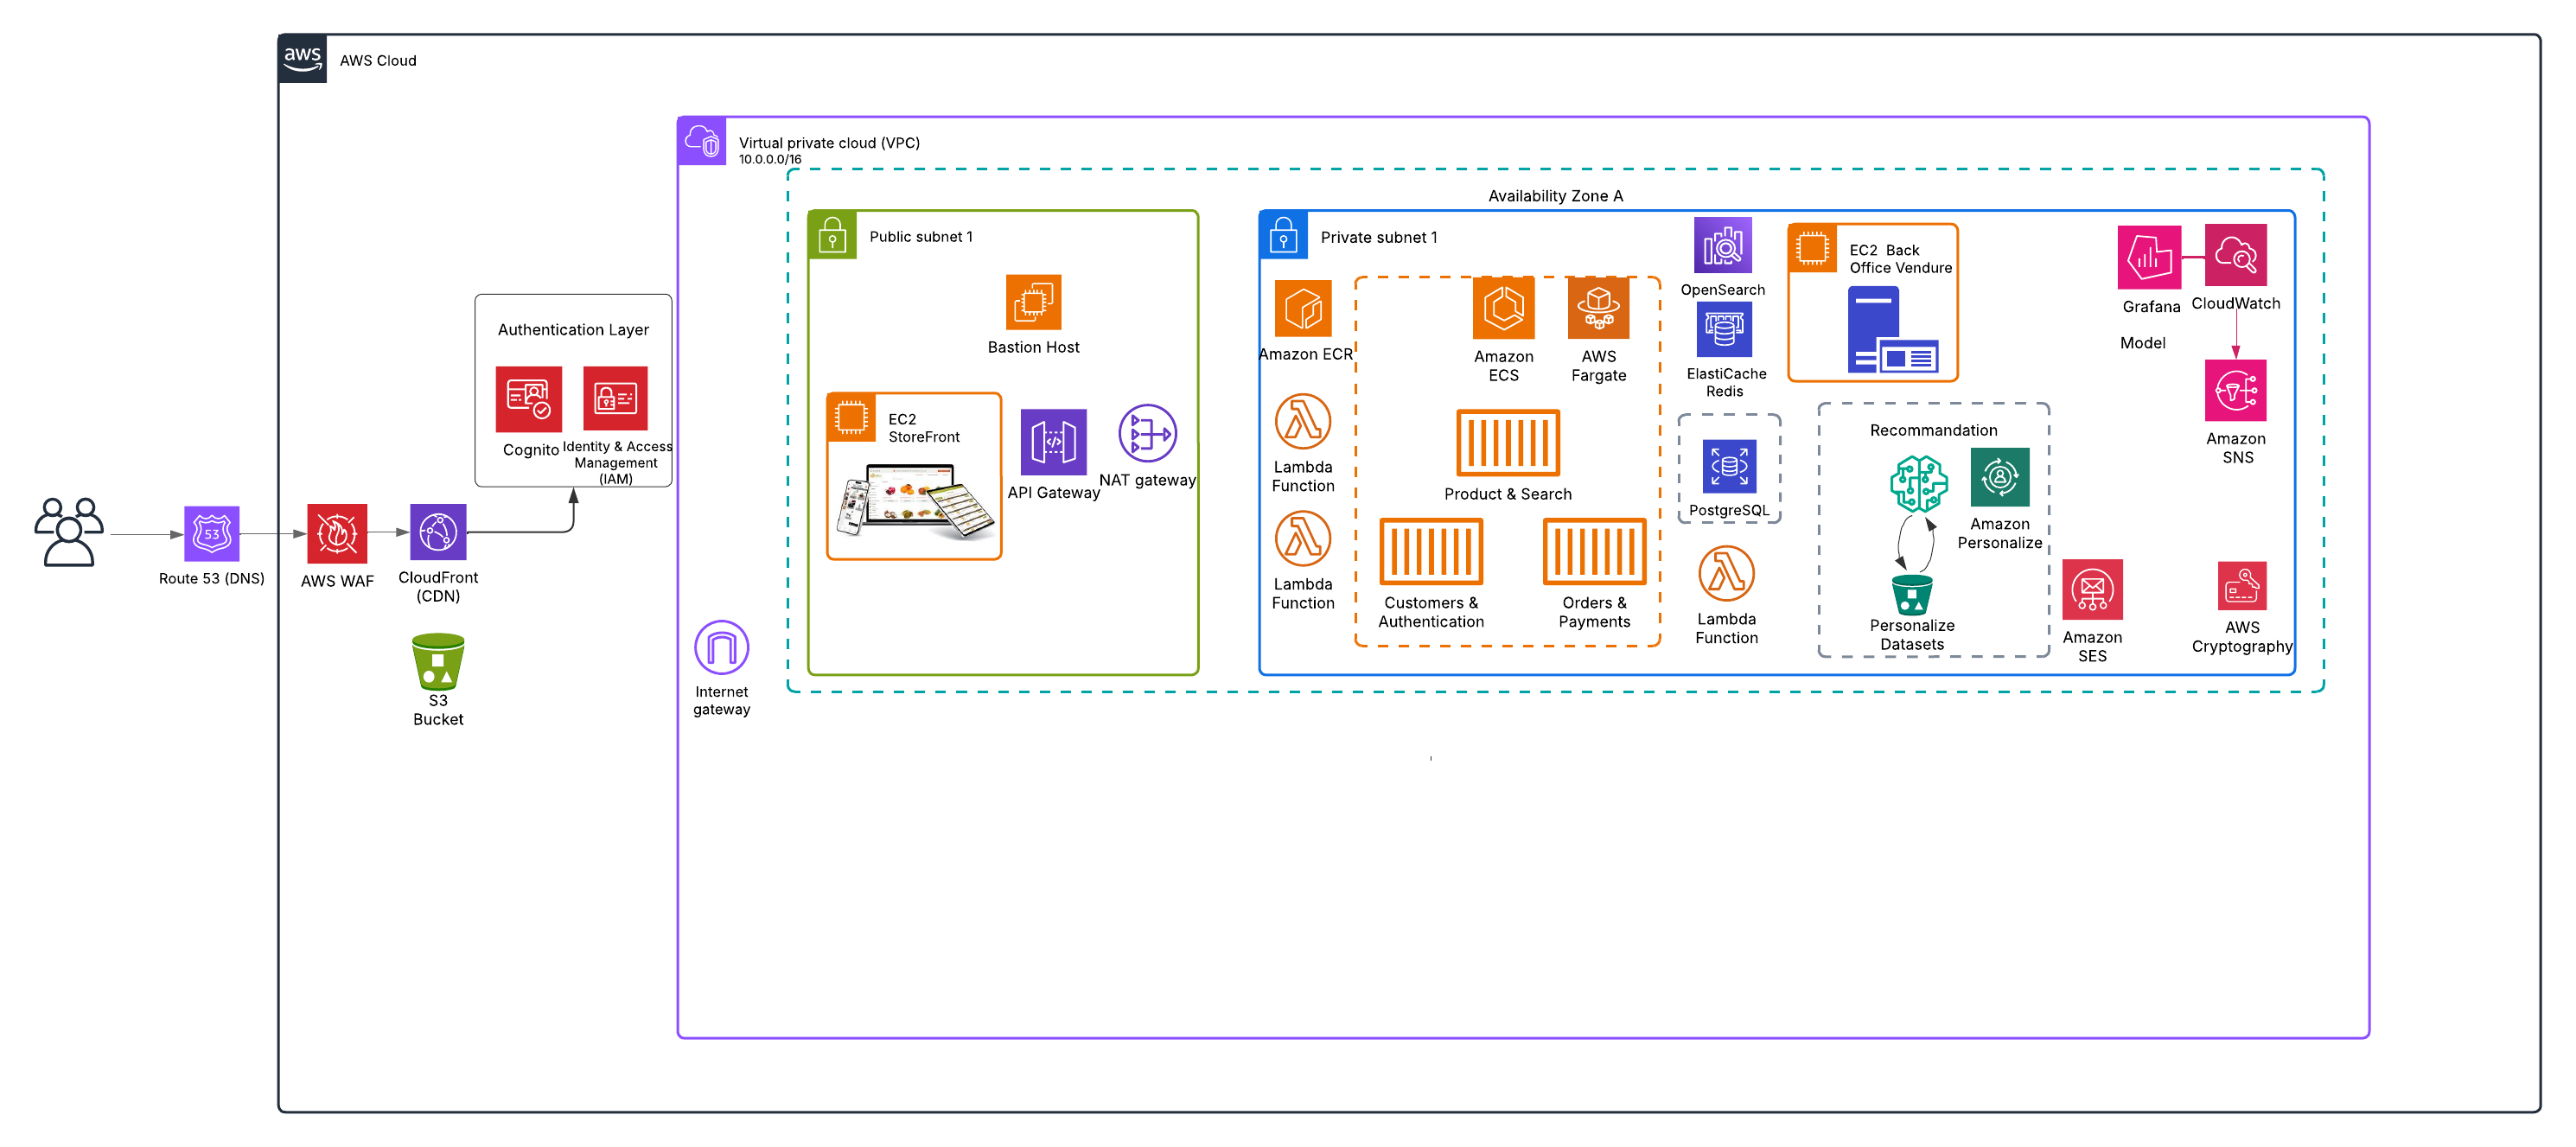 aws
AWS Cloud
Virtual private cloud (VPC)
10.0.0.0/16
Availability Zone A
Public subnet 1
Bastion Host
EC2
StoreFront
API Gateway
NAT gateway
Private subnet 1
Amazon ECR
Lambda
Function
Lambda
Function
Amazon
ECS
AWS
Fargate
Product & Search
Customers &
Authentication
Orders &
Payments
OpenSearch
ElastiCache
Redis
PostgreSQL
Lambda
Function
EC2 Back
Office Vendure
Recommandation
Amazon
Personalize
Personalize
Datasets
Grafana
CloudWatch
Model
Amazon
SNS
Amazon
SES
AWS
Cryptography
Authentication Layer
Cognito
Identity & Access
Management
(IAM)
53
Route 53 (DNS)
AWS WAF
CloudFront
(CDN)
S3
Bucket
Internet
gateway